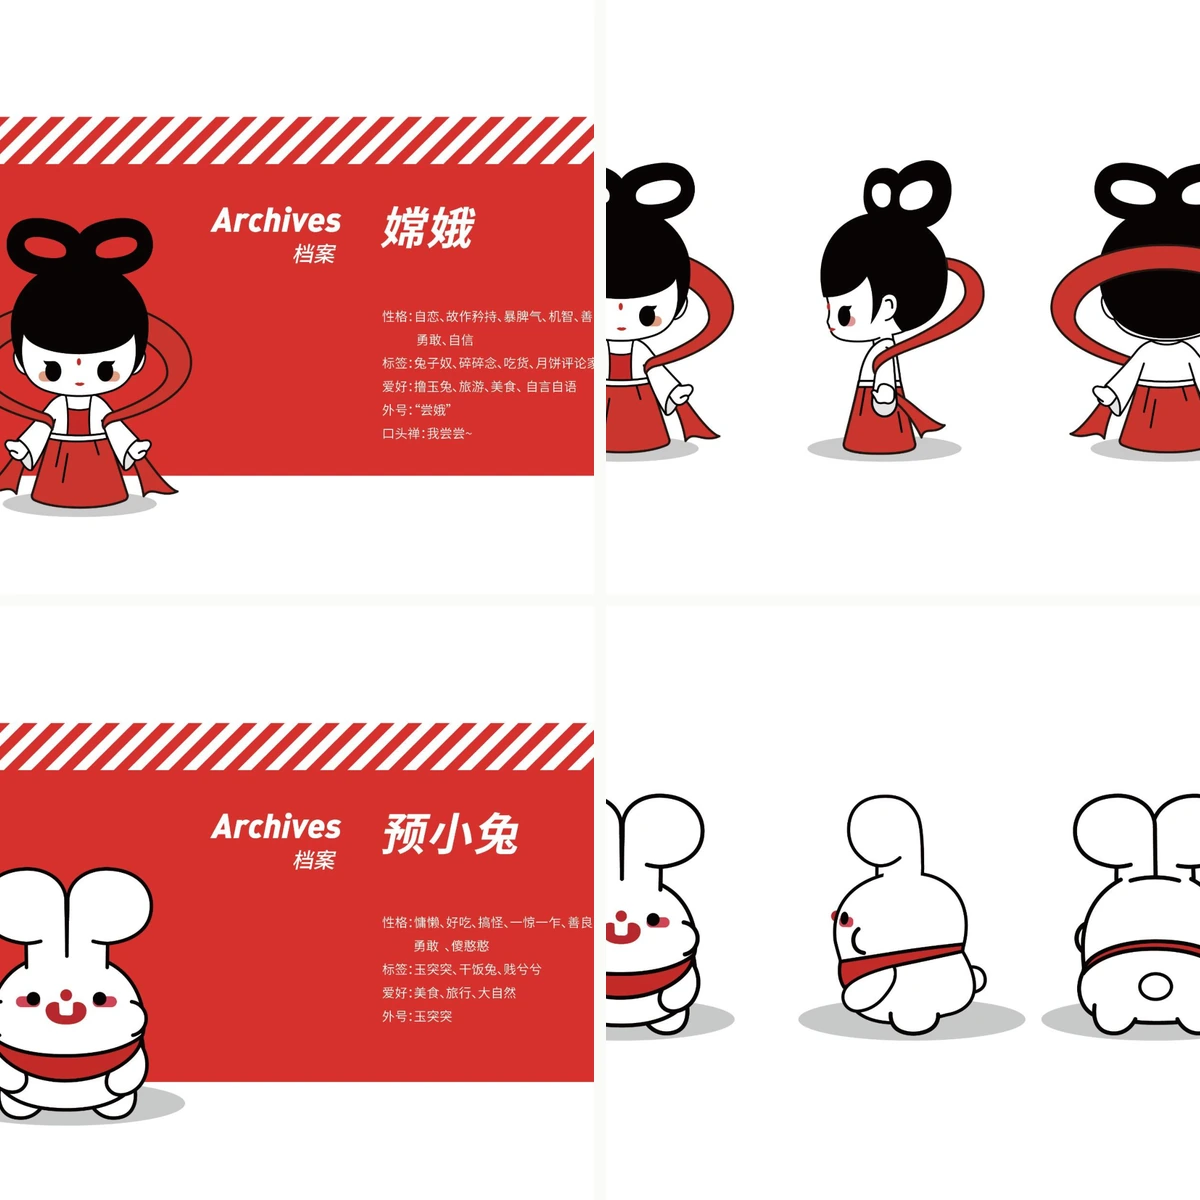 Archives
档案
嫦娥
性格:自恋、故作矜持、暴脾气、机智、善
勇敢、自信
标签:兔子奴、碎碎念、吃货、月饼评论家
爱好:撸玉兔、旅游、美食、自言自语
外号:“尝娥”
口头禅:我尝尝~
Archives
档案
预小兔
性格:慵懒、好吃、搞怪、一惊一乍、善良
勇敢 、傻憨憨
标签:玉突突、干饭兔、贱兮兮
爱好:美食、旅行、大自然
外号:玉突突